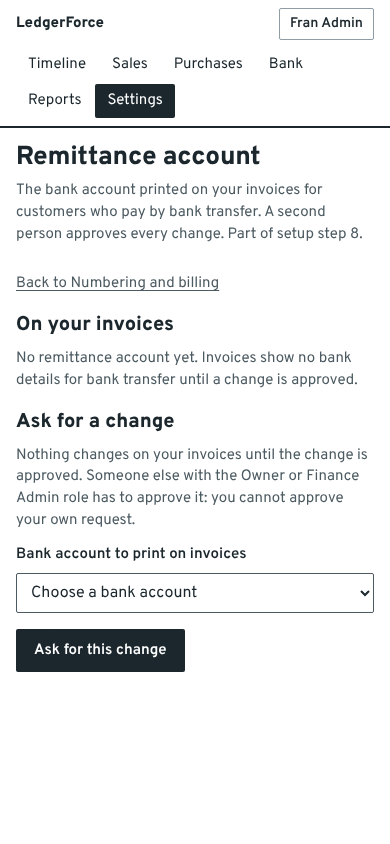 LedgerForce
Fran Admin
Timeline Sales Purchases Bank
Reports Settings
Remittance account
The bank account printed on your invoices for
customers who pay by bank transfer. A second
person approves every change. Part of setup step 8.
Back to Numbering and billing
On your invoices
No remittance account yet. Invoices show no bank
details for bank transfer until a change is approved.
Ask for a change
Nothing changes on your invoices until the change is
approved. Someone else with the Owner or Finance
Admin role has to approve it: you cannot approve
your own request.
Bank account to print on invoices
Choose a bank account
Ask for this change